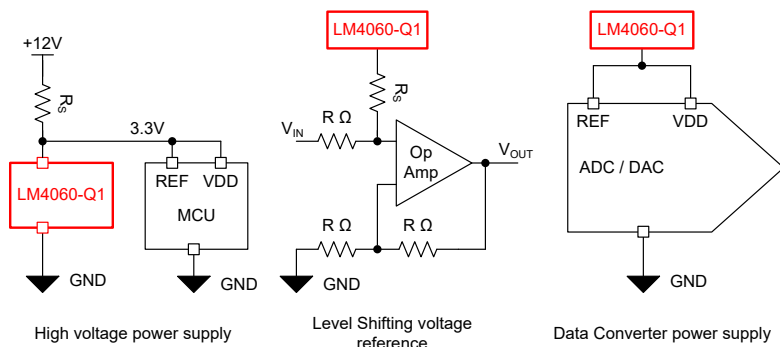 +12V
RS
3.3V
LM4060-Q1
REF VDD
MCU
GND
GND
High voltage power supply
LM4060-Q1
RS
VIN
R Ω
Op
Amp
VOUT
R Ω
R Ω
GND
Level Shifting voltage
reference
LM4060-Q1
REF
VDD
ADC / DAC
GND
Data Converter power supply